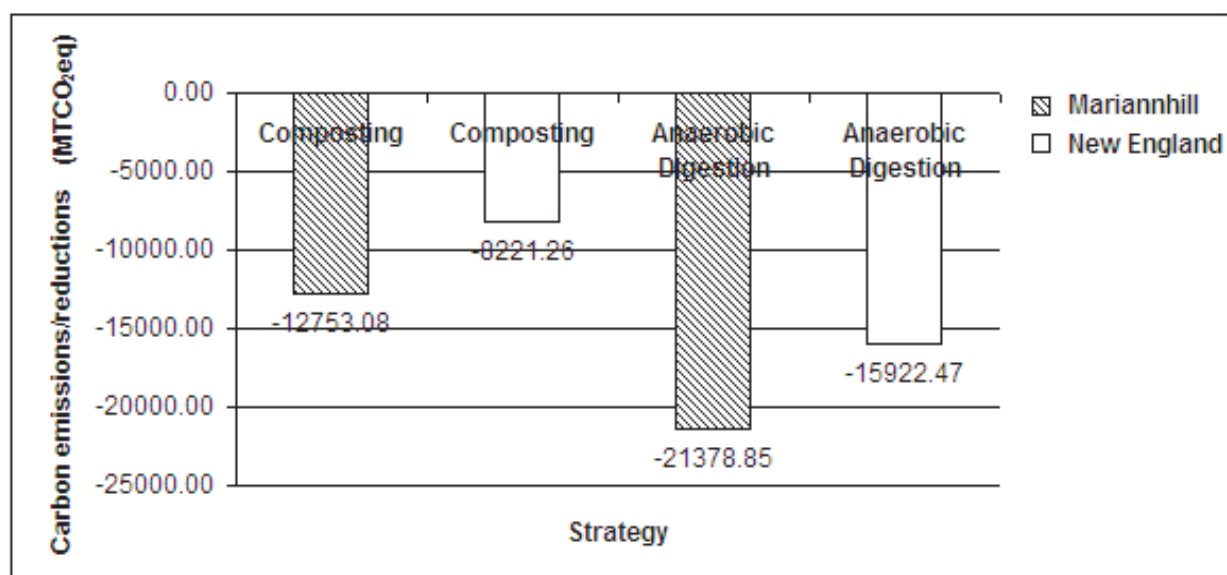 Carbon emissions/reductions (MTCO₂eq)
0.00
-5000.00
-10000.00
-15000.00
-20000.00
-25000.00
Composting
Composting
Anaerobic
Digestion
Anaerobic
Digestion
-12753.08
-8221.26
-21378.85
-15922.47
Strategy
Mariannhill
New England